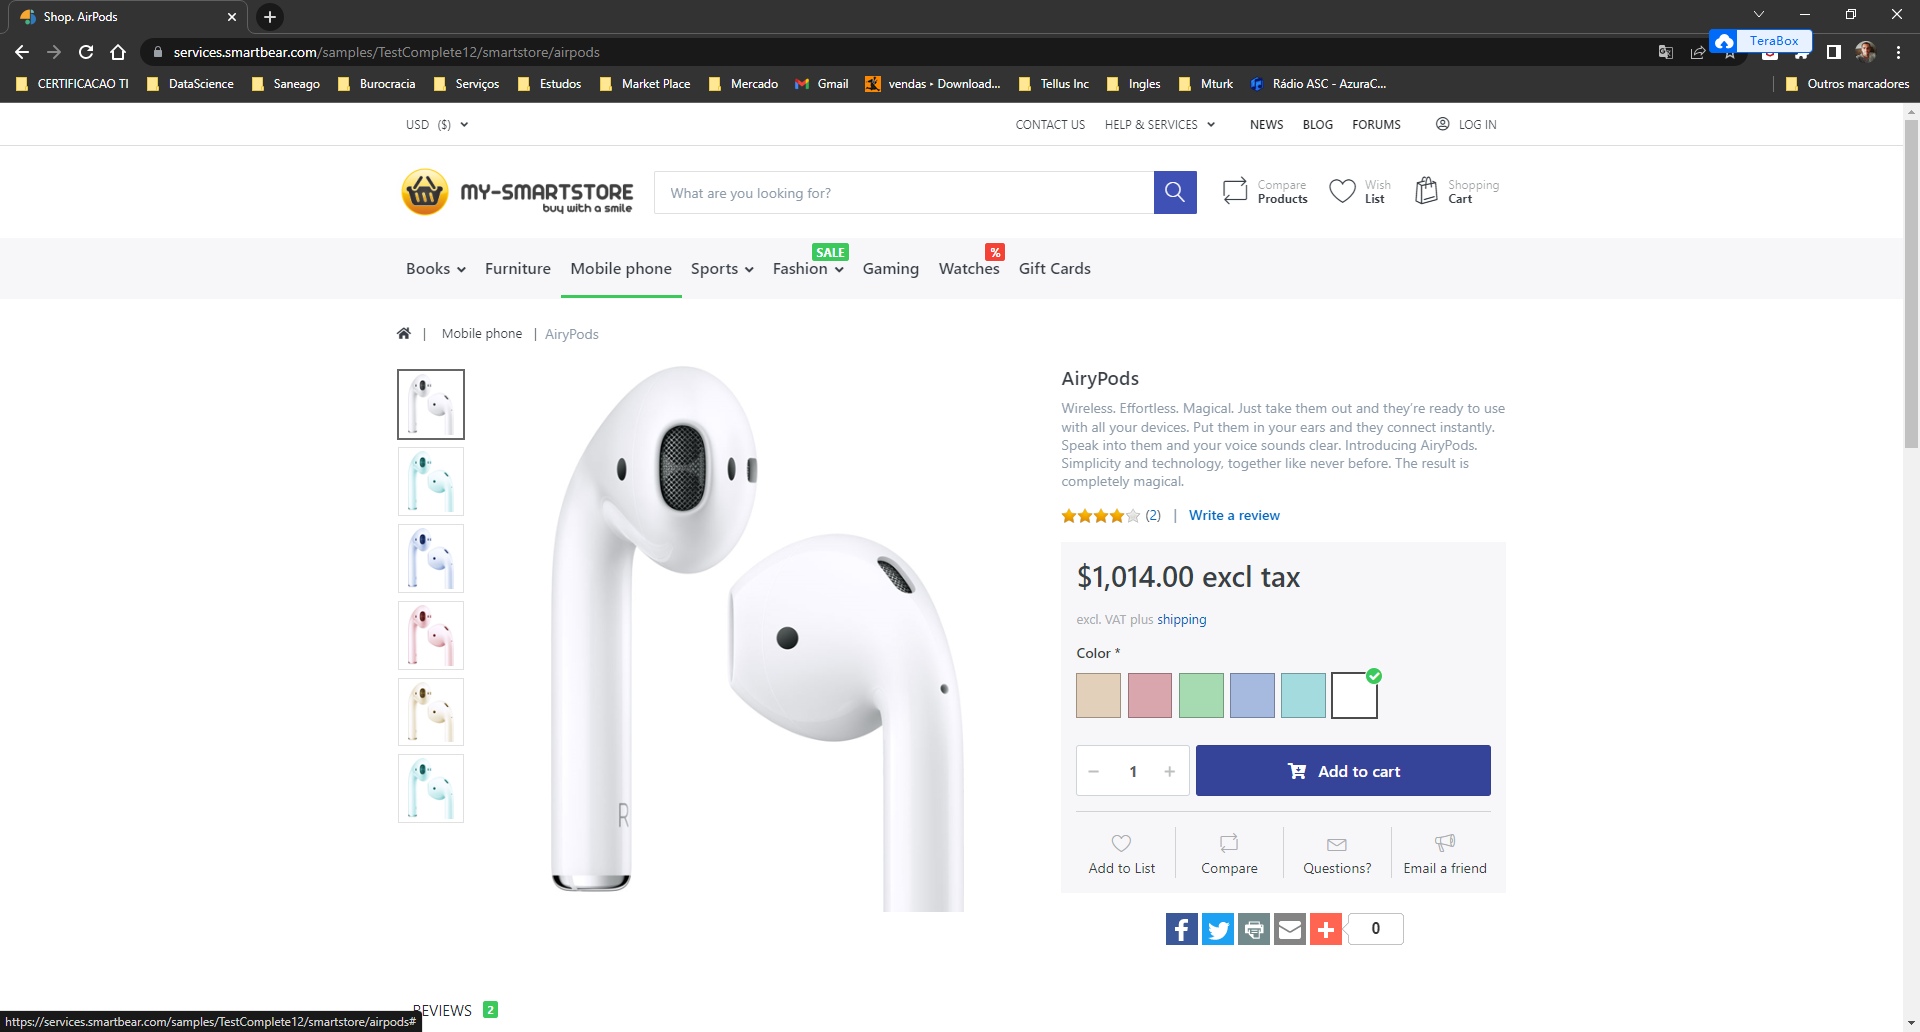 Shop. AirPods
services.smartbear.com/samples/TestComplete12/smartstore/airpods
TeraBox
CERTIFICACAO TI DataScience Seneago Burocracia Serviços Estudos Market Place Mercado Gmail vendas ‣ Download... Tellus Inc Ingles Mturk Rádio ASC - AzuraC... Outros marcadores
USD ($) CONTACT US HELP & SERVICES NEWS BLOG FORUMS LOG IN
MY-SMARTSTORE
buy with a smile
What are you looking for?
Compare
Products
Wish
List
Shopping
Cart
SALE %
Books Furniture Mobile phone Sports Fashion Gaming Watches Gift Cards
| Mobile phone | AiryPods
AiryPods
Wireless. Effortless. Magical. Just take them out and they're ready to use
with all your devices. Put them in your ears and they connect instantly.
Speak into them and your voice sounds clear. Introducing AiryPods.
Simplicity and technology, together like never before. The result is
completely magical.
(2) | Write a review
$1,014.00 excl tax
excl. VAT plus shipping
Color *
1 Add to cart
R
Add to List Compare Questions? Email a friend
0
REVIEWS 2
https://services.smartbear.com/samples/TestComplete12/smartstore/airpods#